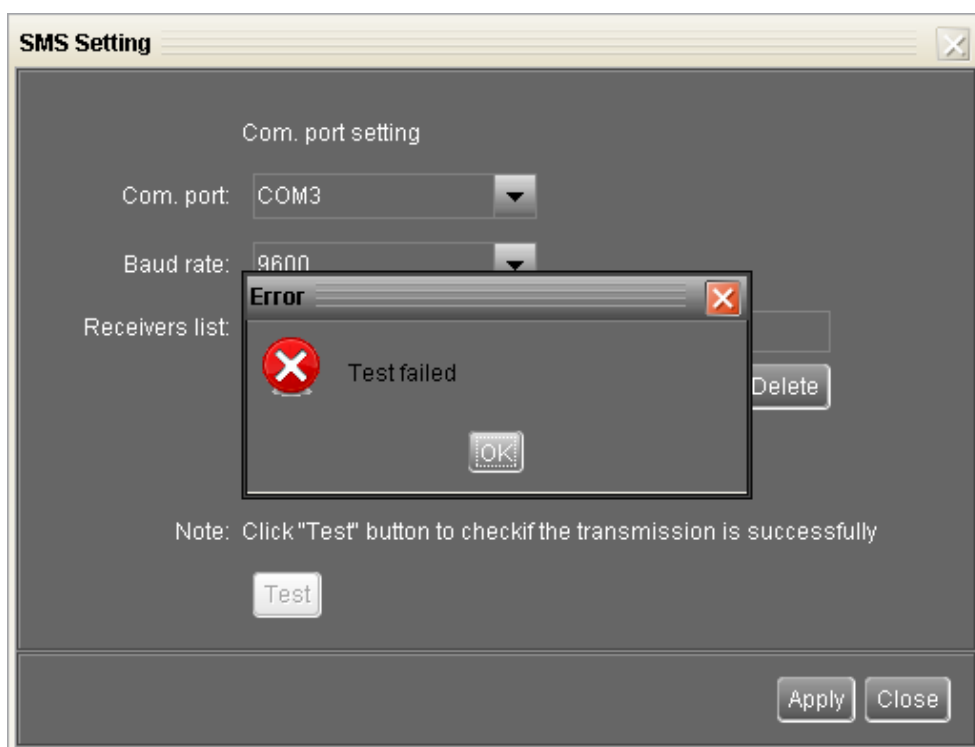 SMS Setting
Com. port setting
Com. port: COM3
Baud rate: 9600
Error
Receivers list:
Test failed
Delete
OK
Note: Click "Test" button to checkif the transmission is successfully
Test
Apply Close